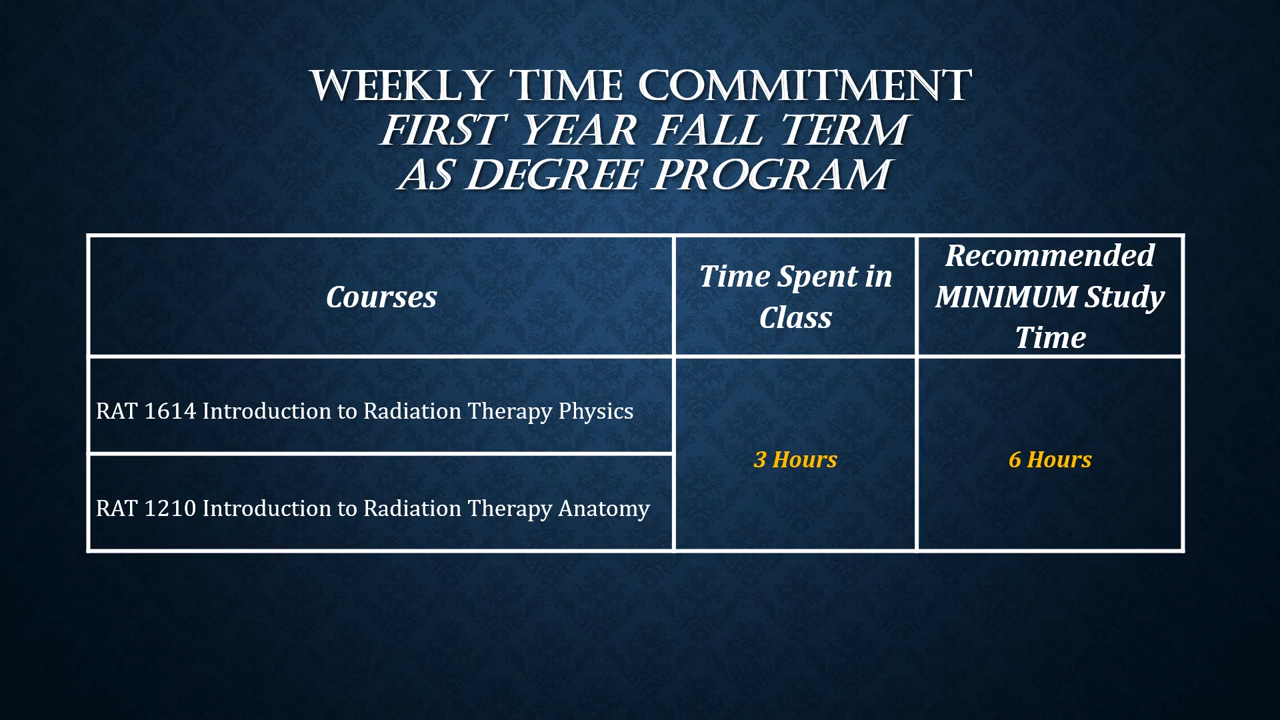 WEEKLY TIME COMMITMENT
FIRST YEAR FALL TERM
AS DEGREE PROGRAM
Courses
Time Spent in
Class
Recommended
MINIMUM Study
Time
RAT 1614 Introduction to Radiation Therapy Physics
3 Hours
6 Hours
RAT 1210 Introduction to Radiation Therapy Anatomy